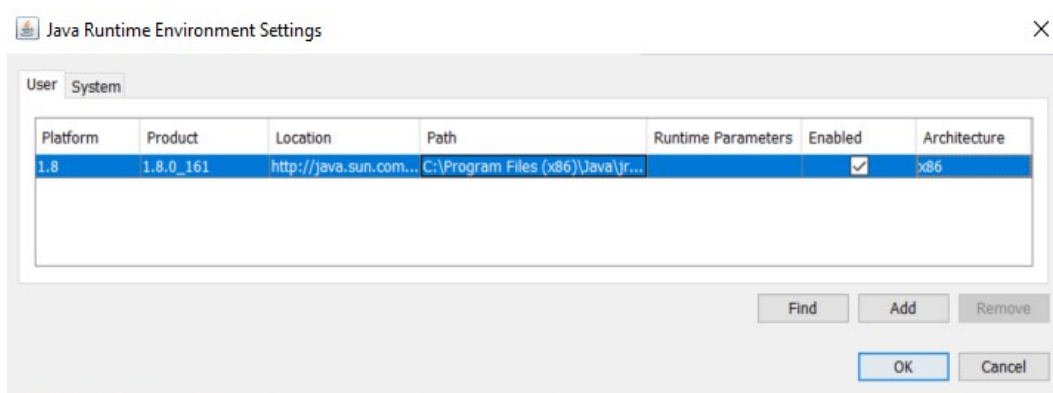 Java Runtime Environment Settings
User System
Platform Product Location Path Runtime Parameters Enabled Architecture
1.8 1.8.0_161 http://java.sun.com... C:\Program Files (x86)\Java\jr... x86
Find Add Remove
OK Cancel